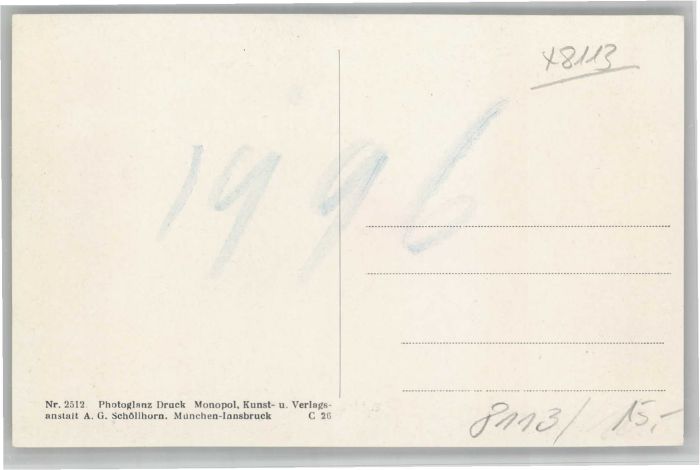 x8113
1996
Nr. 2512 Photoglanz Druck Monopol, Kunst- u. Verlags-
anstalt A. G. Schöllhorn. München-Innsbruck C 26
8113/ 15,-